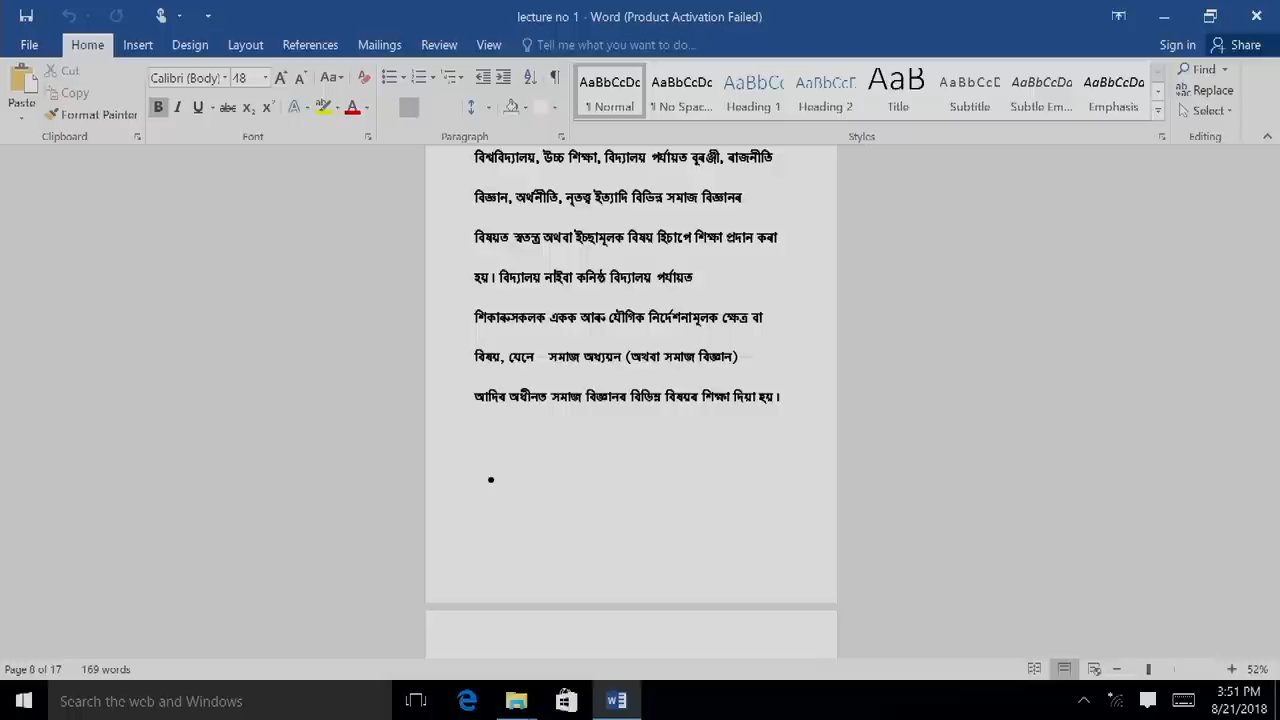 lecture no 1 - Word (Product Activation Failed)
File Home Insert Design Layout References Mailings Review View Tell me what you want to do... Sign in Share
Cut
Copy
Format Painter
Paste
Calibri (Body) 48
AaBbCcDc AaBbCcDc AaBbCc AaBbCcC AaB AaBbCcD AaBbCcDc AaBbCcDc
¶ Normal ¶ No Spac... Heading 1 Heading 2 Title Subtitle Subtle Em... Emphasis
Find
Replace
Select
Clipboard Font Paragraph Styles Editing
বিশ্ববিদ্যালয়, উচ্চ শিক্ষা, বিদ্যালয় পৰ্যায়ত বুৰঞ্জী, ৰাজনীতি
বিজ্ঞান, অৰ্থনীতি, নৃতত্ত্ব ইত্যাদি বিভিন্ন সমাজ বিজ্ঞানৰ
বিষয়ত স্বতন্ত্ৰ অথবা ইচ্ছামূলক বিষয় হিচাপে শিক্ষা প্ৰদান কৰা
হয়। বিদ্যালয় নাইবা কনিষ্ঠ বিদ্যালয় পৰ্যায়ত
শিকাৰুসকলক একক আৰু যৌগিক নিৰ্দেশনামূলক ক্ষেত্ৰ বা
বিষয়, যেনে – সমাজ অধ্যয়ন (অথবা সমাজ বিজ্ঞান) –
আদিৰ অধীনত সমাজ বিজ্ঞানৰ বিভিন্ন বিষয়ৰ শিক্ষা দিয়া হয়।
•
Page 8 of 17 169 words 52%
Search the web and Windows
3:51 PM
8/21/2018